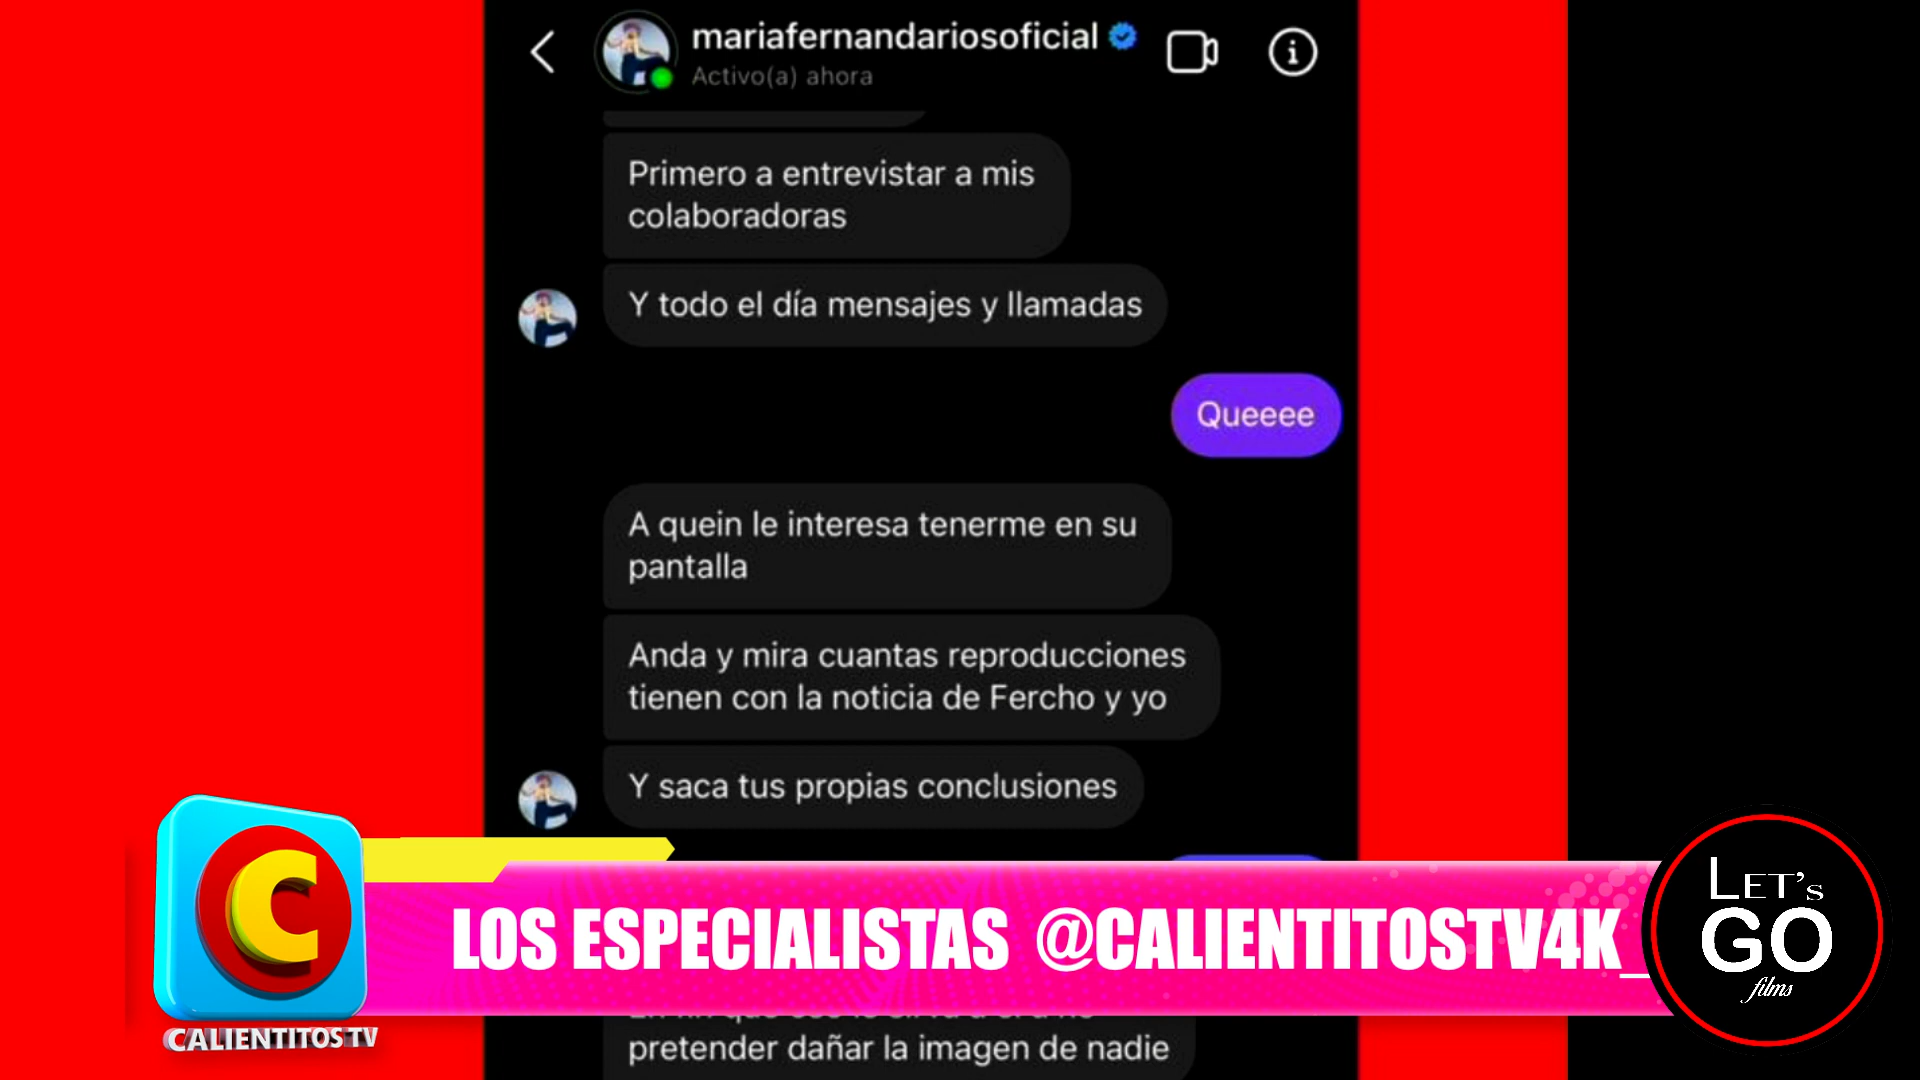 mariafernandariosoficial
Activo(a) ahora
Primero a entrevistar a mis
colaboradoras
Y todo el día mensajes y llamadas
Queeee
A quein le interesa tenerme en su
pantalla
Anda y mira cuantas reproducciones
tienen con la noticia de Fercho y yo
Y saca tus propias conclusiones
LOS ESPECIALISTAS @CALIENTITOSTV4K_
C
CALIENTITOSTV
LET'S
GO
films
pretender dañar la imagen de nadie